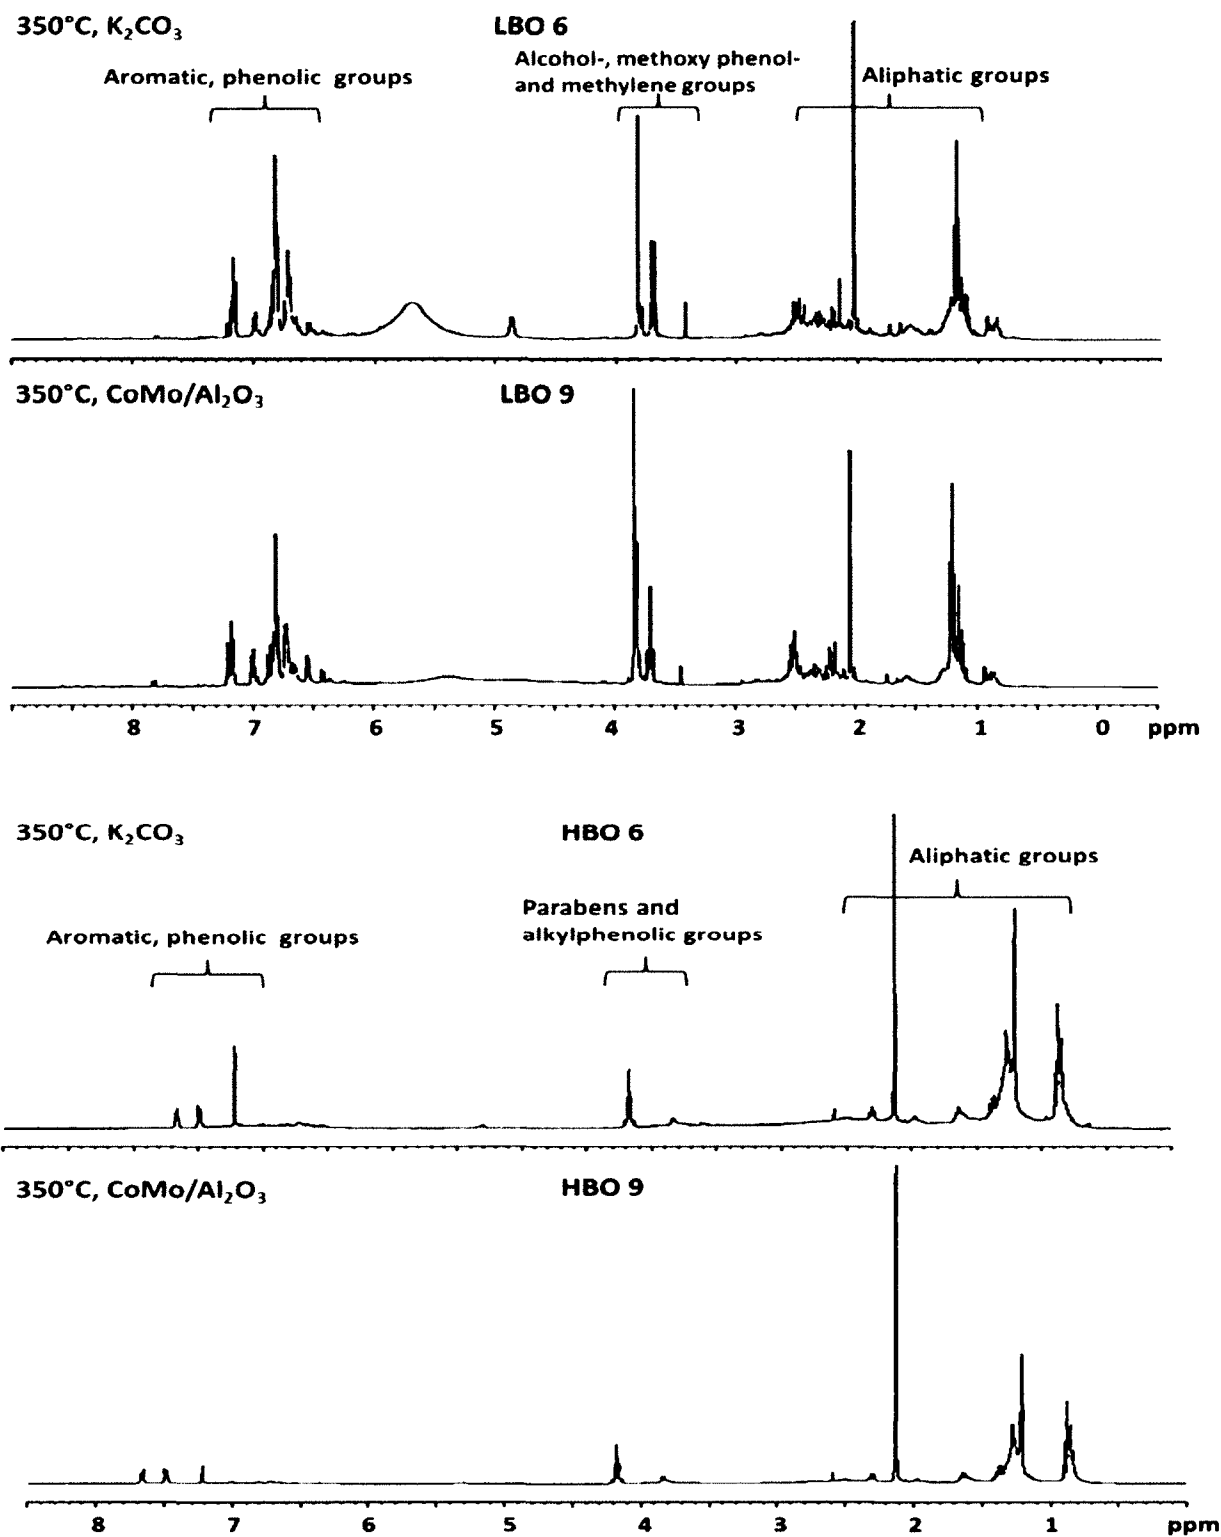 350°C, K₂CO₃ LBO 6
Aromatic, phenolic groups
Alcohol-, methoxy phenol-
and methylene groups
Aliphatic groups
350°C, CoMo/Al₂O₃ LBO 9
8 7 6 5 4 3 2 1 0 ppm
350°C, K₂CO₃ HBO 6
Aliphatic groups
Parabens and
alkylphenolic groups
Aromatic, phenolic groups
350°C, CoMo/Al₂O₃ HBO 9
8 7 6 5 4 3 2 1 ppm